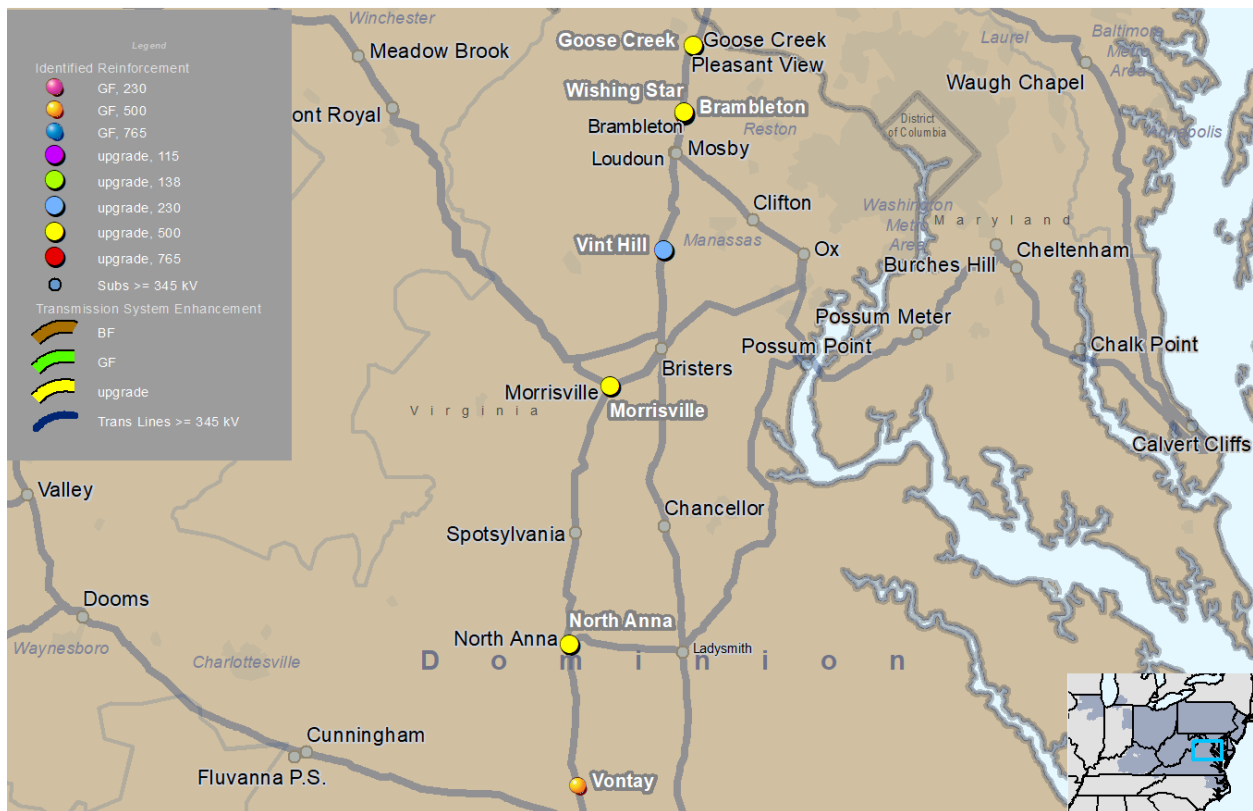 Legend
Identified Reinforcement
GF, 230
GF, 500
GF, 765
upgrade, 115
upgrade, 138
upgrade, 230
upgrade, 500
upgrade, 765
Subs >= 345 kV
Transmission System Enhancement
BF
GF
upgrade
Trans Lines >= 345 kV
Winchester
Meadow Brook
ont Royal
Goose Creek
Goose Creek
Pleasant View
Laurel
Baltimore
Metro
Area
Waugh Chapel
Wishing Star
Brambleton
Brambleton
Reston
District
of Columbia
Annapolis
Loudoun
Mosby
Clifton
Washington
Metro
Area
Maryland
Vint Hill
Manassas
Ox
Burches Hill
Cheltenham
Possum Meter
Possum Point
Chalk Point
Bristers
Morrisville
Morrisville
Virginia
Calvert Cliffs
Valley
Chancellor
Spotsylvania
Dooms
Waynesboro
Charlottesville
North Anna
North Anna
Ladysmith
Dominion
Cunningham
Fluvanna P.S.
Vontay